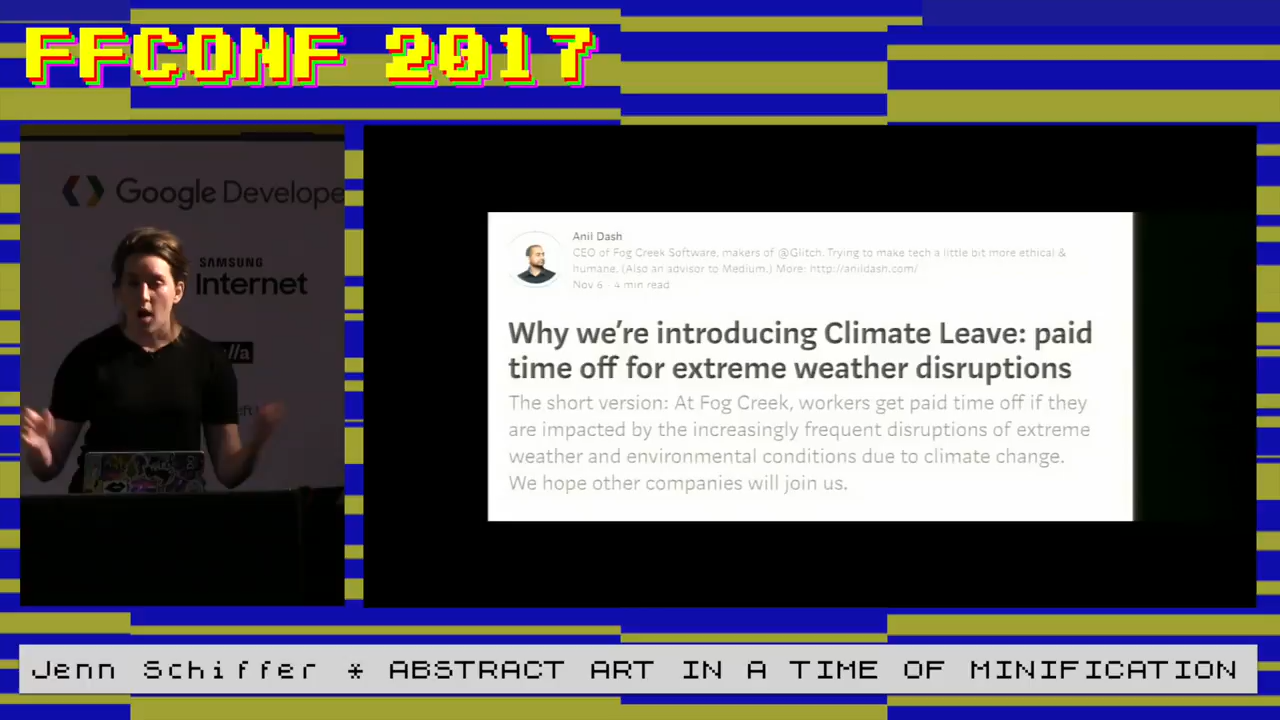 FFCONF 2017
Google Develope
SAMSUNG
Internet
Anil Dash
CEO of Fog Creek Software, makers of @Glitch. Trying to make tech a little bit more ethical &
humane. (Also an advisor to Medium.) More: http://anildash.com/
Nov 6 · 4 min read
Why we're introducing Climate Leave: paid
time off for extreme weather disruptions
The short version: At Fog Creek, workers get paid time off if they
are impacted by the increasingly frequent disruptions of extreme
weather and environmental conditions due to climate change.
We hope other companies will join us.
Jenn Schiffer * ABSTRACT ART IN A TIME OF MINIFICATION